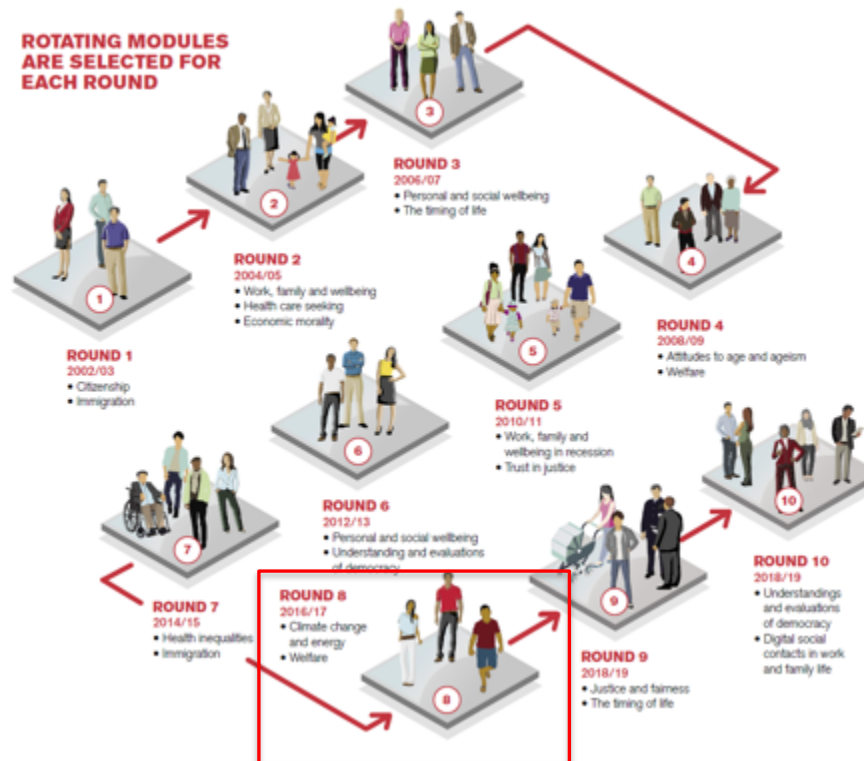 ROTATING MODULES
ARE SELECTED FOR
EACH ROUND
1
ROUND 1
2002/03
• Citizenship
• Immigration
2
ROUND 2
2004/05
• Work, family and wellbeing
• Health care seeking
• Economic morality
3
ROUND 3
2006/07
• Personal and social wellbeing
• The timing of life
4
ROUND 4
2008/09
• Attitudes to age and ageism
• Welfare
5
ROUND 5
2010/11
• Work, family and
wellbeing in recession
• Trust in justice
6
ROUND 6
2012/13
• Personal and social wellbeing
• Understanding and evaluations
of democracy
7
ROUND 7
2014/15
• Health inequalities
• Immigration
ROUND 8
2016/17
• Climate change
and energy
• Welfare
8
9
ROUND 9
2018/19
• Justice and fairness
• The timing of life
10
ROUND 10
2018/19
• Understandings
and evaluations
of democracy
• Digital social
contacts in work
and family life